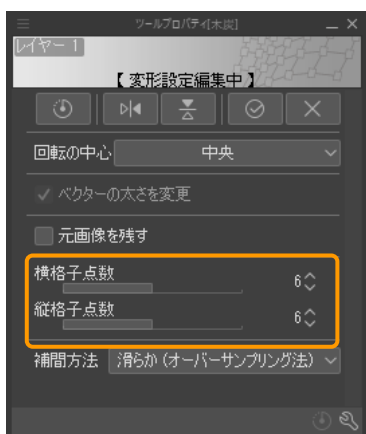 ツールプロパティ[木炭]
レイヤー 1
【 変形設定編集中 】
回転の中心 中央
ベクターの太さを変更
元画像を残す
横格子点数 6
縦格子点数 6
補間方法 滑らか (オーバーサンプリング法)